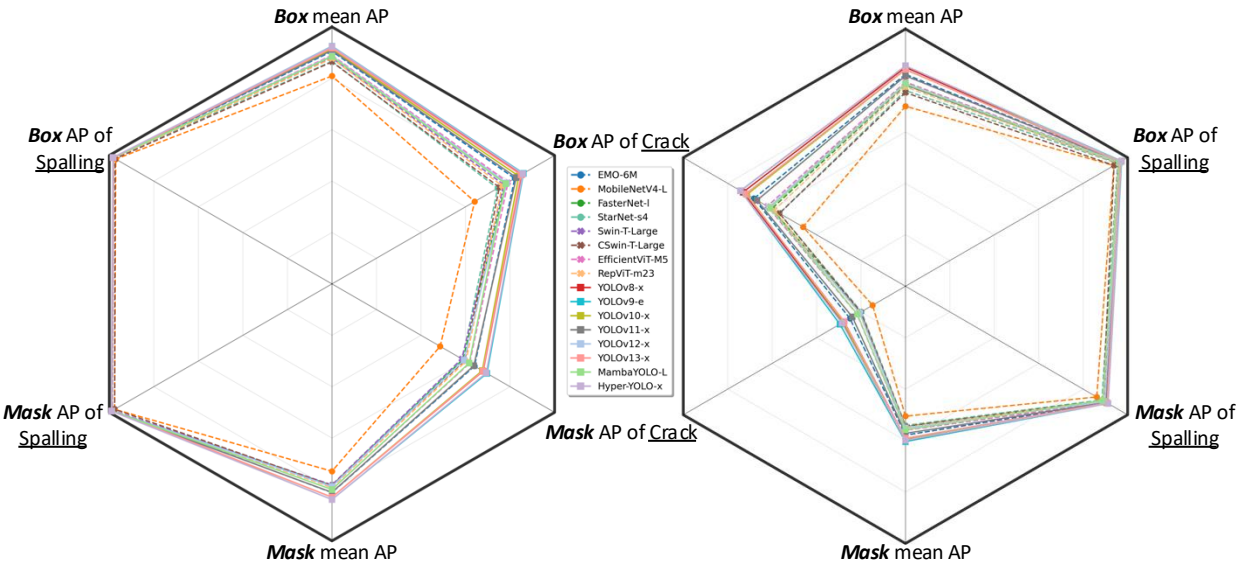 Box mean AP
Box mean AP
Box AP of
Spalling
Box AP of Crack
Box AP of
Spalling
EMO-6M
MobileNetV4-L
FasterNet-l
StarNet-s4
Swin-T-Large
CSwin-T-Large
EfficientViT-M5
RepViT-m23
YOLOv8-x
YOLOv9-e
YOLOv10-x
YOLOv11-x
YOLOv12-x
YOLOv13-x
MambaYOLO-L
Hyper-YOLO-x
Mask AP of
Spalling
Mask AP of Crack
Mask AP of
Spalling
Mask mean AP
Mask mean AP